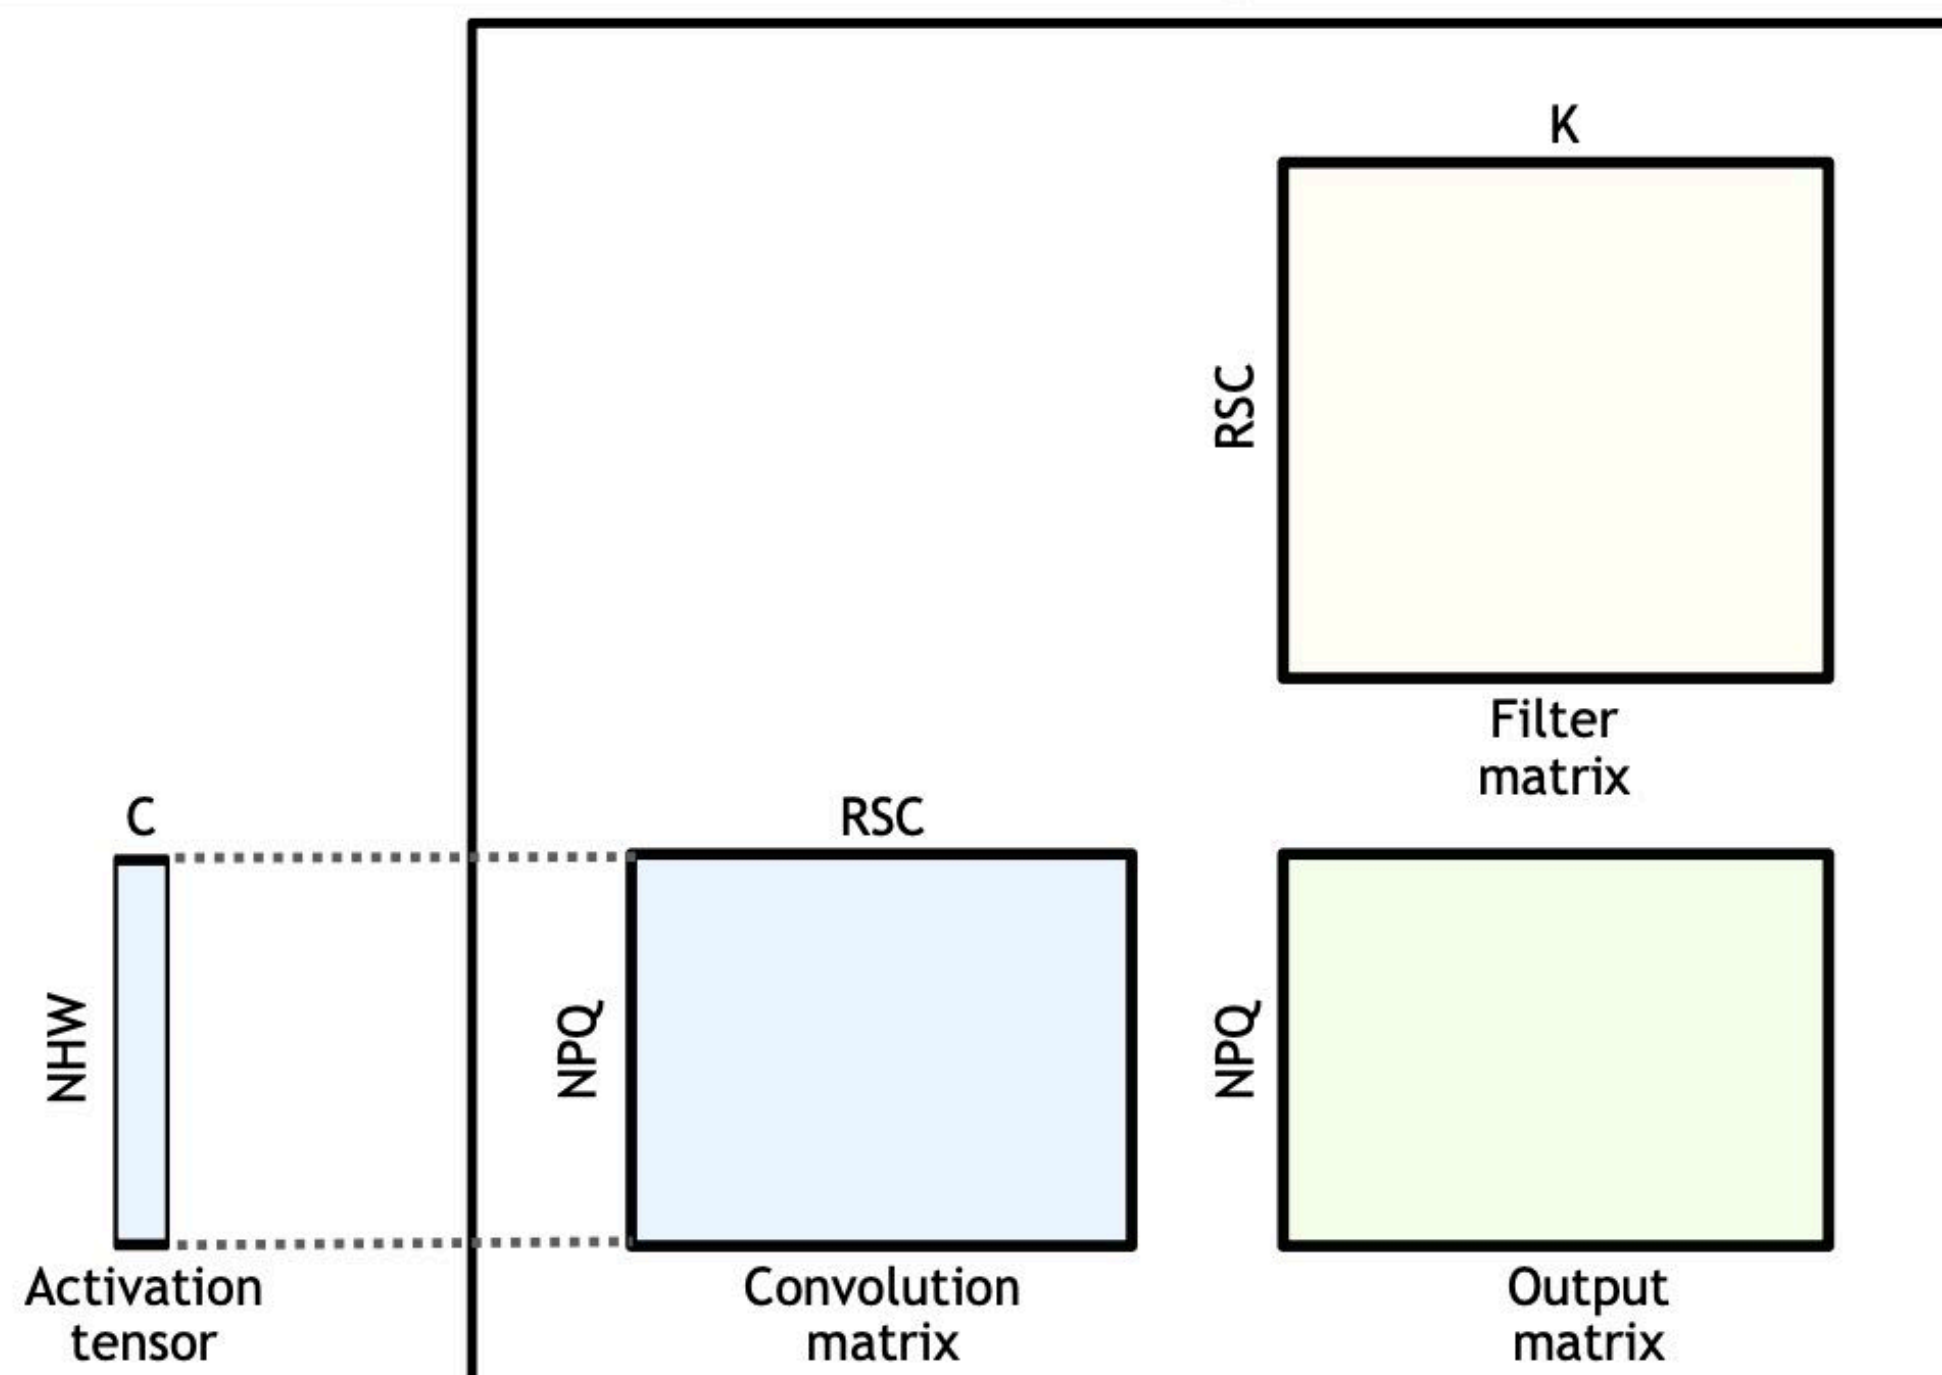 K
RSC
Filter
matrix
C
RSC
NHW
NPQ
NPQ
Activation
tensor
Convolution
matrix
Output
matrix